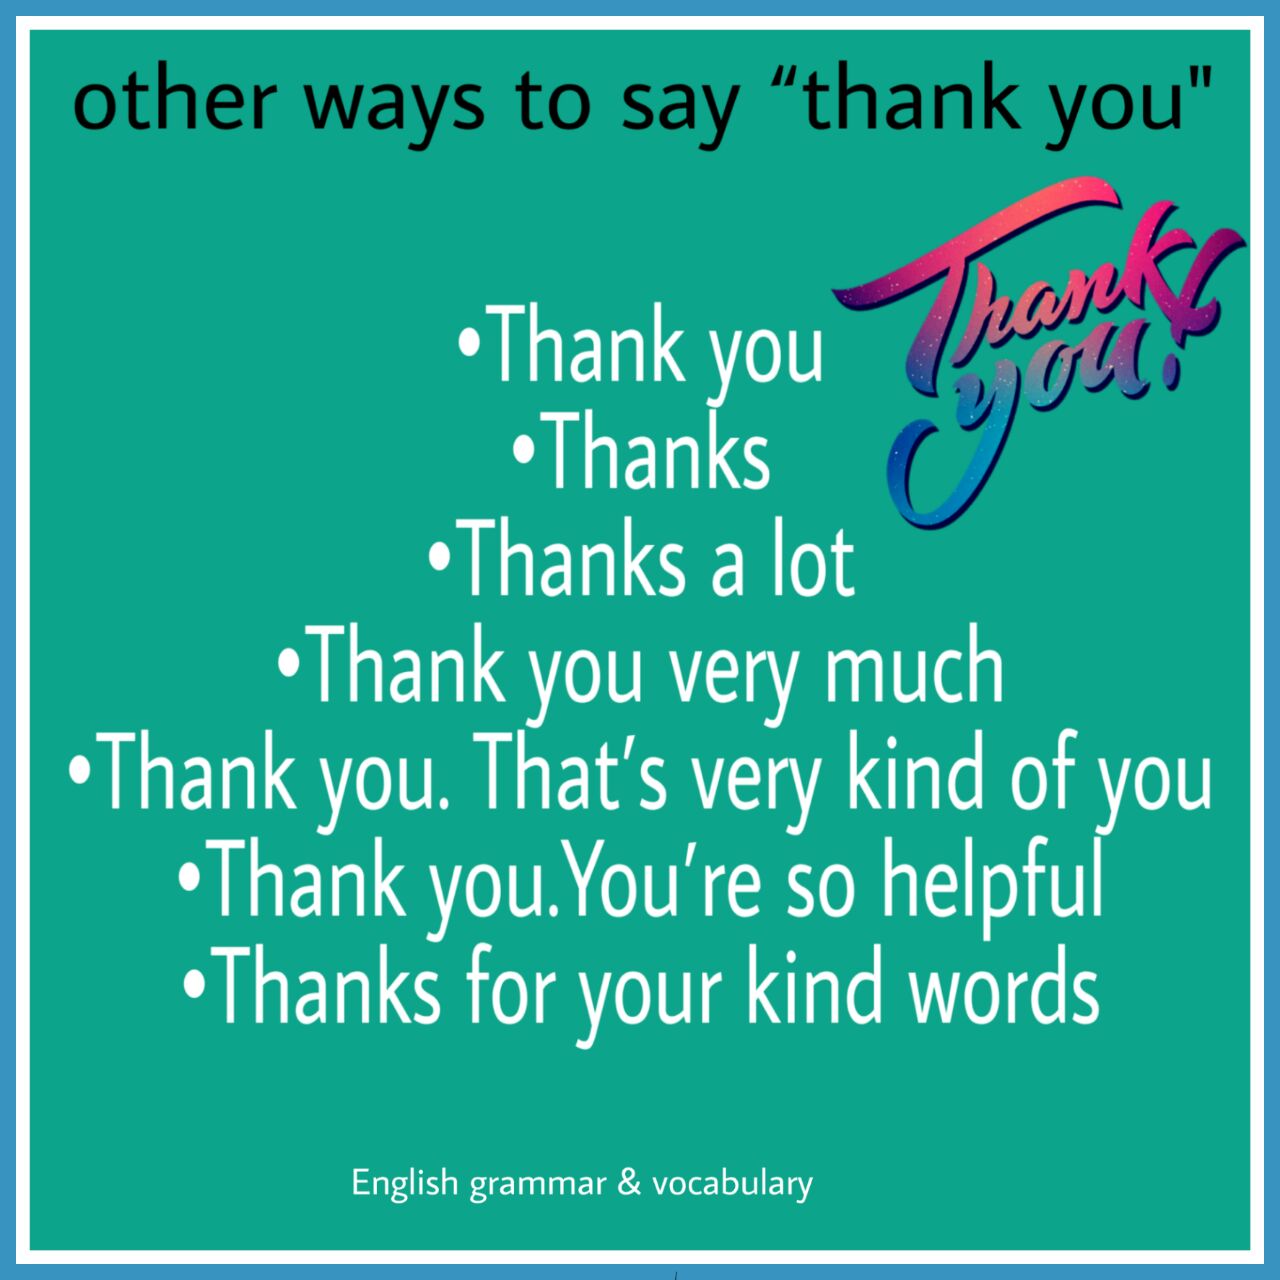 other ways to say “thank you"
Thank
you!
•Thank you
•Thanks
•Thanks a lot
•Thank you very much
•Thank you. That’s very kind of you
•Thank you.You’re so helpful
•Thanks for your kind words
English grammar & vocabulary